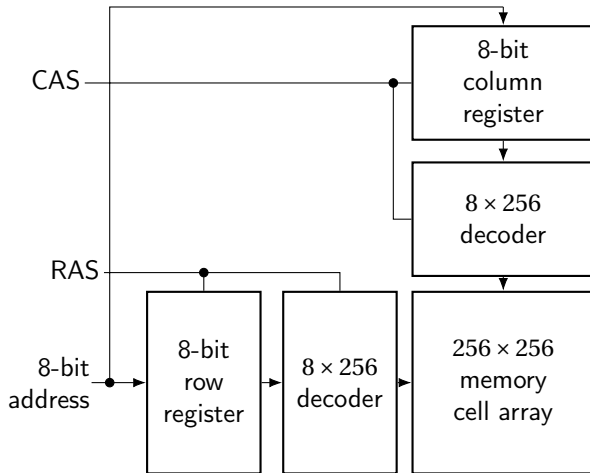 8-bit
column
register
CAS
8 × 256
decoder
RAS
8-bit
address
8-bit
row
register
8 × 256
decoder
256 × 256
memory
cell array